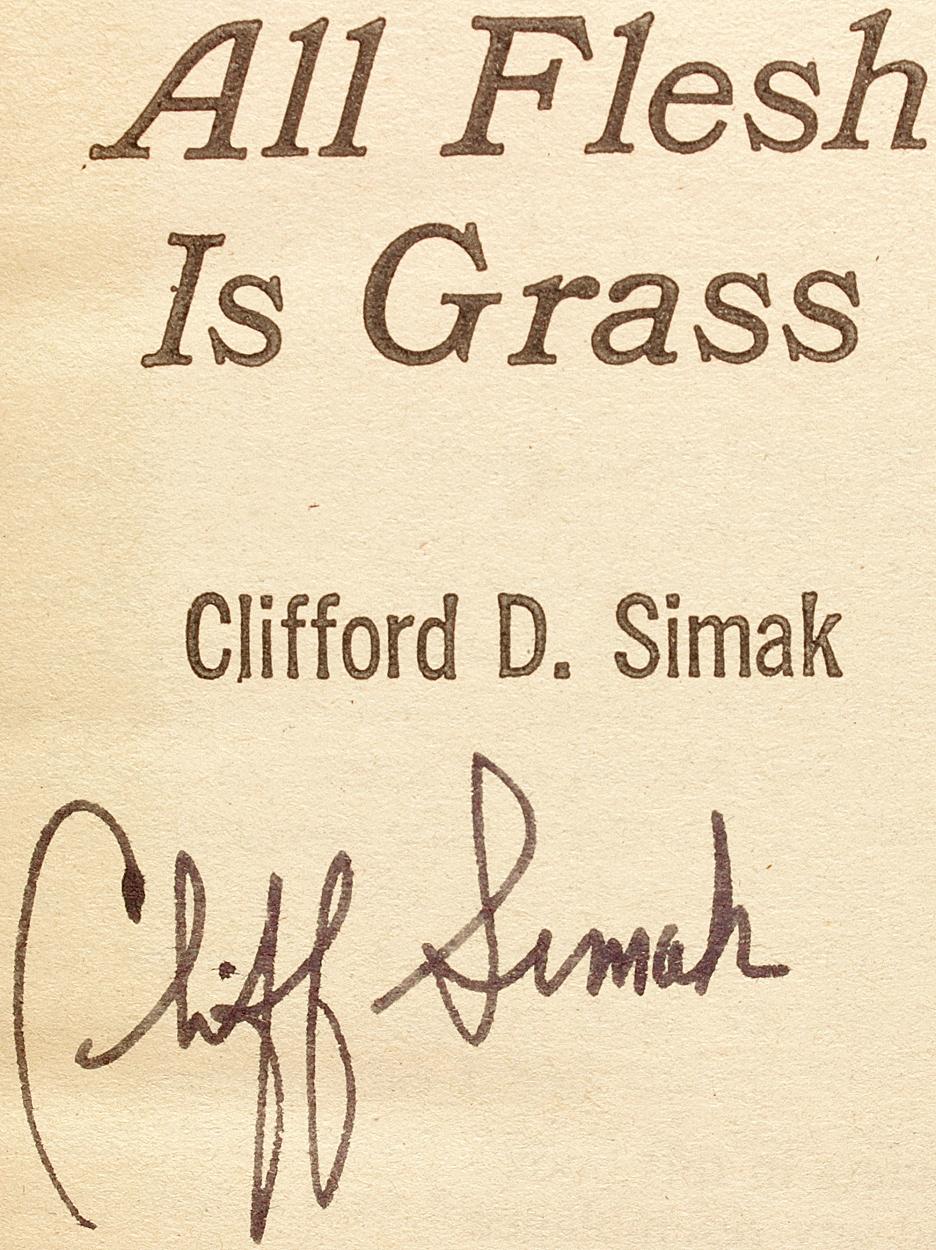 All Flesh
Is Grass
Clifford D. Simak
Cliff Simak